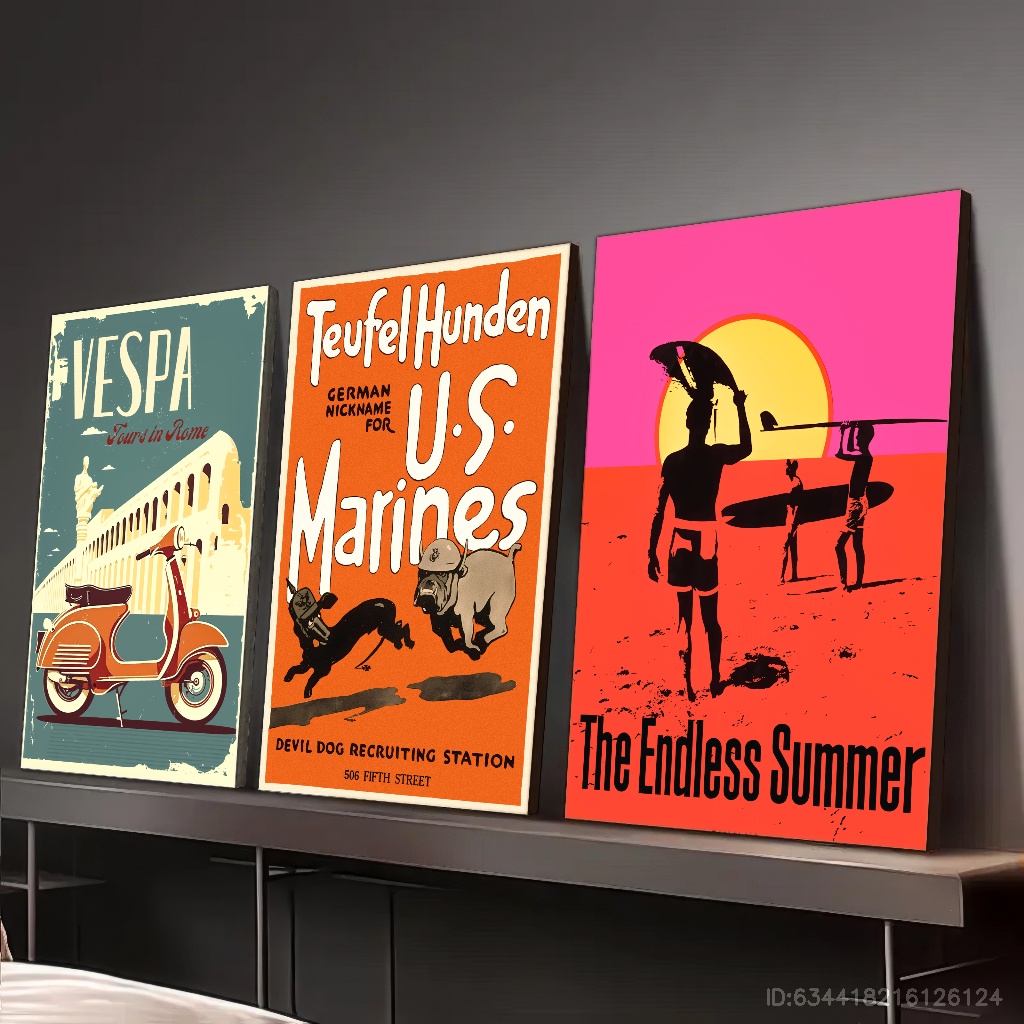 VESPA
Tours in Rome
Teufel Hunden
GERMAN
NICKNAME
FOR
U.S.
Marines
DEVIL DOG RECRUITING STATION
506 FIFTH STREET
The Endless Summer
ID:634418216126124